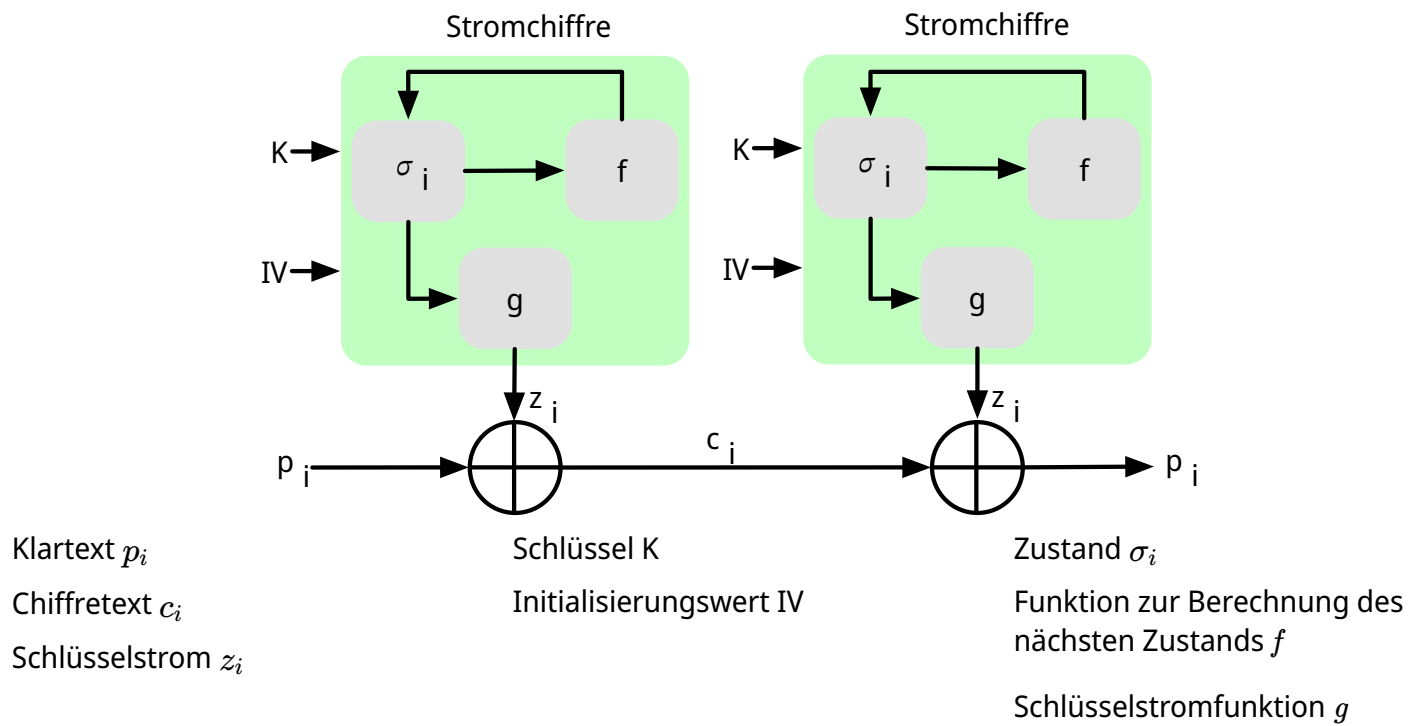 Stromchiffre
Stromchiffre
K
σ i
f
K
σ i
f
IV
g
IV
g
z i
z i
p i
c i
p i
Klartext pᵢ
Schlüssel K
Zustand σᵢ
Chiffretext cᵢ
Initialisierungswert IV
Funktion zur Berechnung des
nächsten Zustands f
Schlüsselstrom zᵢ
Schlüsselstromfunktion g